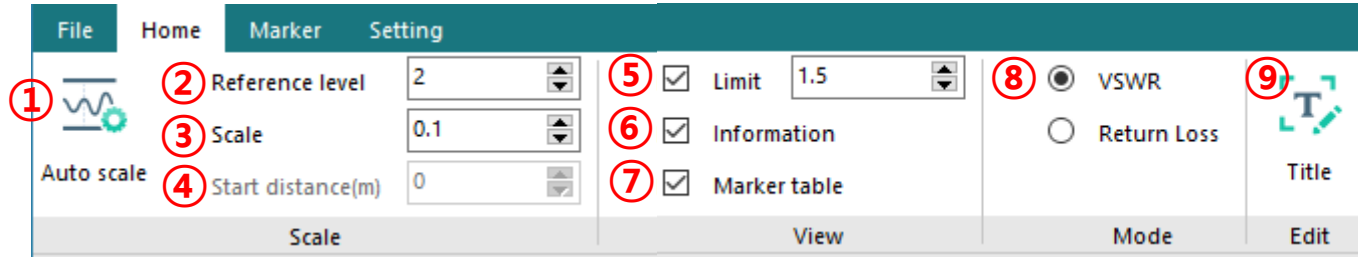 File Home Marker Setting
① Auto scale
② Reference level 2
③ Scale 0.1
④ Start distance(m) 0
Scale
⑤ Limit 1.5
⑥ Information
⑦ Marker table
View
⑧ VSWR
Return Loss
Mode
⑨ T
Title
Edit